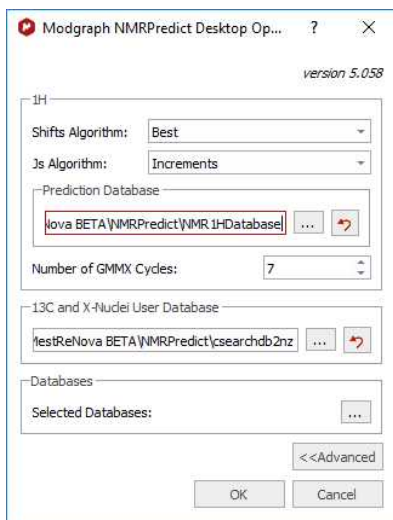 Modgraph NMRPredict Desktop Op... ? X
version 5.058
1H
Shifts Algorithm: Best
Js Algorithm: Increments
Prediction Database
Nova BETA\NMRPredict\NMR1HDatabase ...
Number of GMMX Cycles: 7
13C and X-Nuclei User Database
MestReNova BETA\NMRPredict\csearchdb2nz ...
Databases
Selected Databases: ...
<<Advanced
OK Cancel